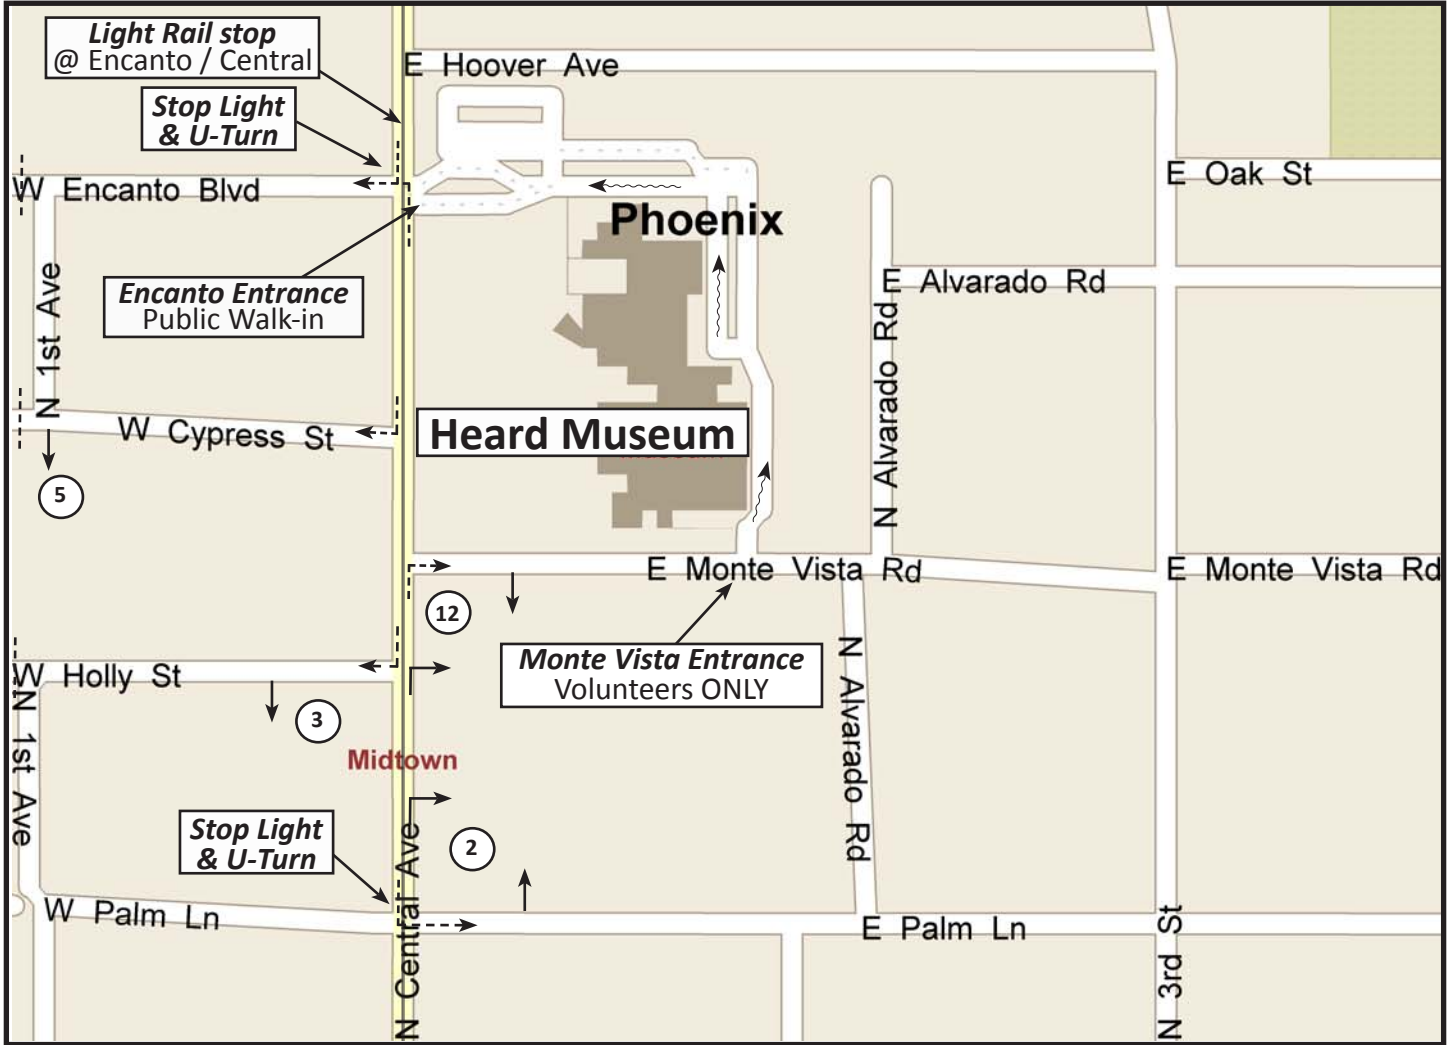 Light Rail stop
@ Encanto / Central
E Hoover Ave
Stop Light
& U-Turn
W Encanto Blvd
E Oak St
Phoenix
Encanto Entrance
Public Walk-in
N 1st Ave
E Alvarado Rd
N Alvarado Rd
W Cypress St
Heard Museum
5
E Monte Vista Rd
E Monte Vista Rd
12
Monte Vista Entrance
Volunteers ONLY
W Holly St
N 1st Ave
3
N Alvarado Rd
Midtown
Stop Light
& U-Turn
2
N Central Ave
W Palm Ln
E Palm Ln
N 3rd St